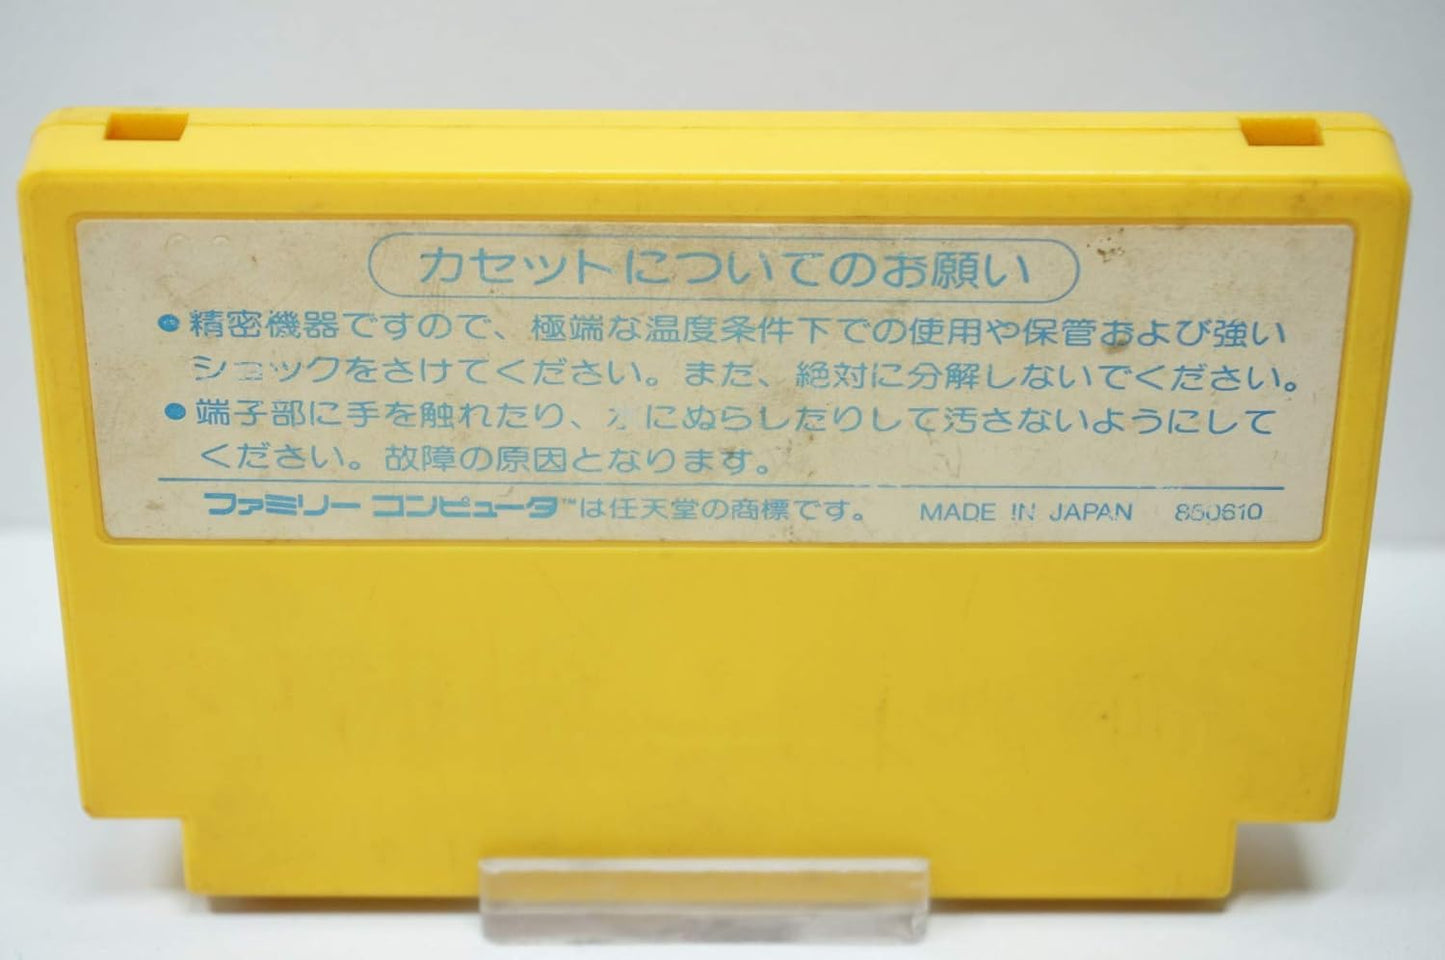 カセットについてのお願い
●精密機器ですので、極端な温度条件下での使用や保管および強い
ショックをさけてください。また、絶対に分解しないでください。
●端子部に手を触れたり、水にぬらしたりして汚さないようにして
ください。故障の原因となります。
ファミリー コンピュータ™は任天堂の商標です。 MADE IN JAPAN